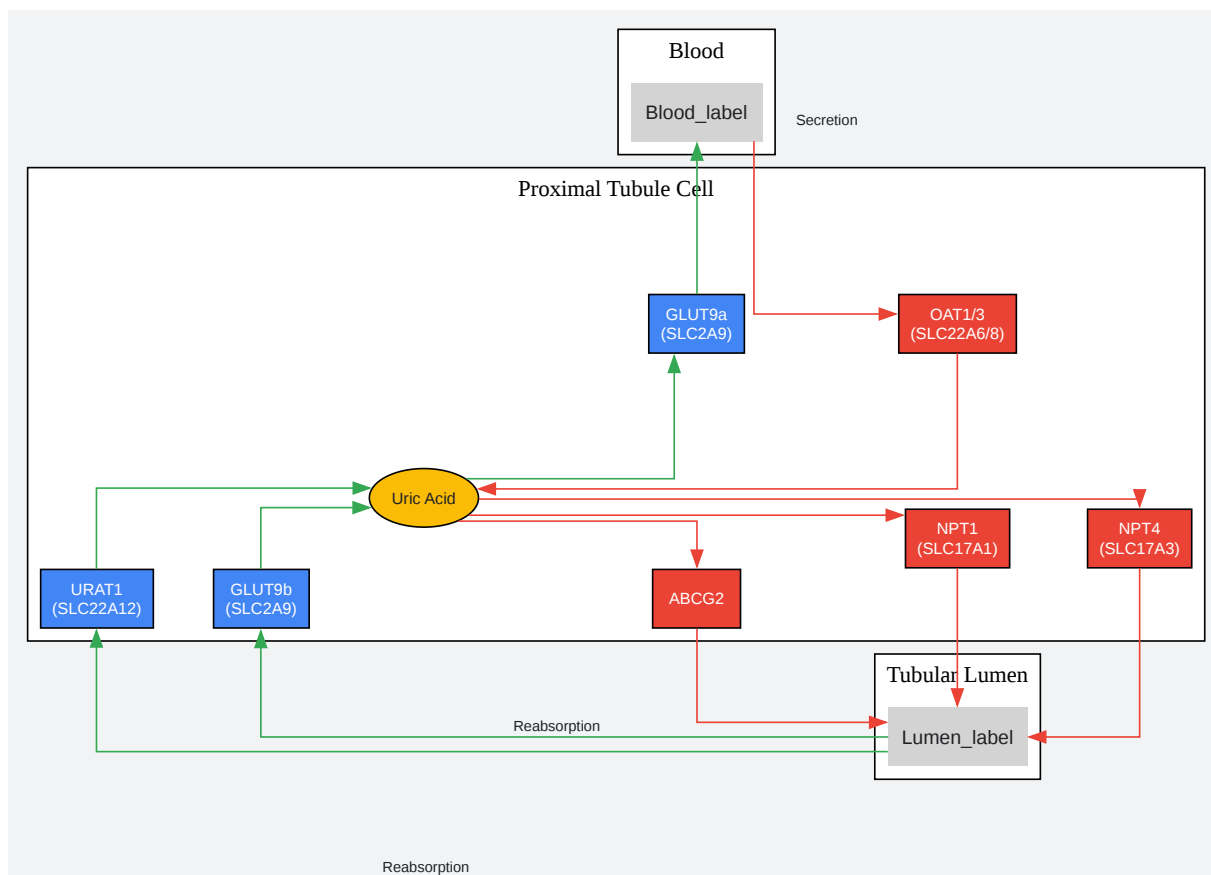 Blood
Blood_label
Secretion
Proximal Tubule Cell
GLUT9a
(SLC2A9)
OAT1/3
(SLC22A6/8)
Uric Acid
NPT1
(SLC17A1)
NPT4
(SLC17A3)
URAT1
(SLC22A12)
GLUT9b
(SLC2A9)
ABCG2
Tubular Lumen
Reabsorption
Lumen_label
Reabsorption